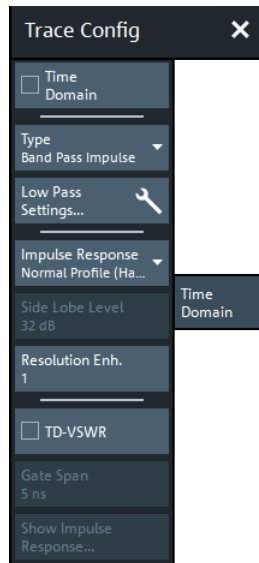 Trace Config
Time
Domain
Type
Band Pass Impulse
Low Pass
Settings...
Impulse Response
Normal Profile (Ha...
Side Lobe Level
32 dB
Time
Domain
Resolution Enh.
1
TD-VSWR
Gate Span
5 ns
Show Impulse
Response...